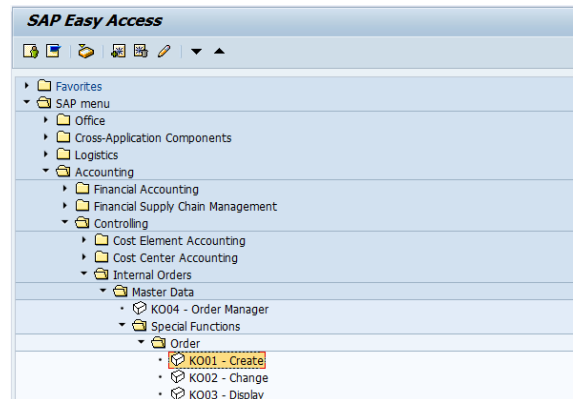 SAP Easy Access
Favorites
SAP menu
Office
Cross-Application Components
Logistics
Accounting
Financial Accounting
Financial Supply Chain Management
Controlling
Cost Element Accounting
Cost Center Accounting
Internal Orders
Master Data
KO04 - Order Manager
Special Functions
Order
KO01 - Create
KO02 - Change
KO03 - Display